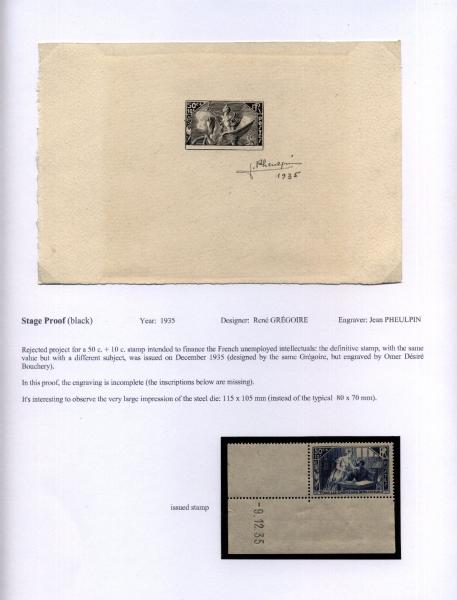 50c
J. Pheulpin
1935
Stage Proof (black) Year: 1935 Designer: René GRÉGOIRE Engraver: Jean PHEULPIN
Rejected project for a 50 c. + 10 c. stamp intended to finance the French unemployed intellectuals: the definitive stamp, with the same
value but with a different subject, was issued on December 1935 (designed by the same Grégoire, but engraved by Omer Désiré
Bouchery).
In this proof, the engraving is incomplete (the inscriptions below are missing).
It's interesting to observe the very large impression of the steel die: 115 x 105 mm (instead of the typical 80 x 70 mm).
50c
issued stamp
-9.12.35